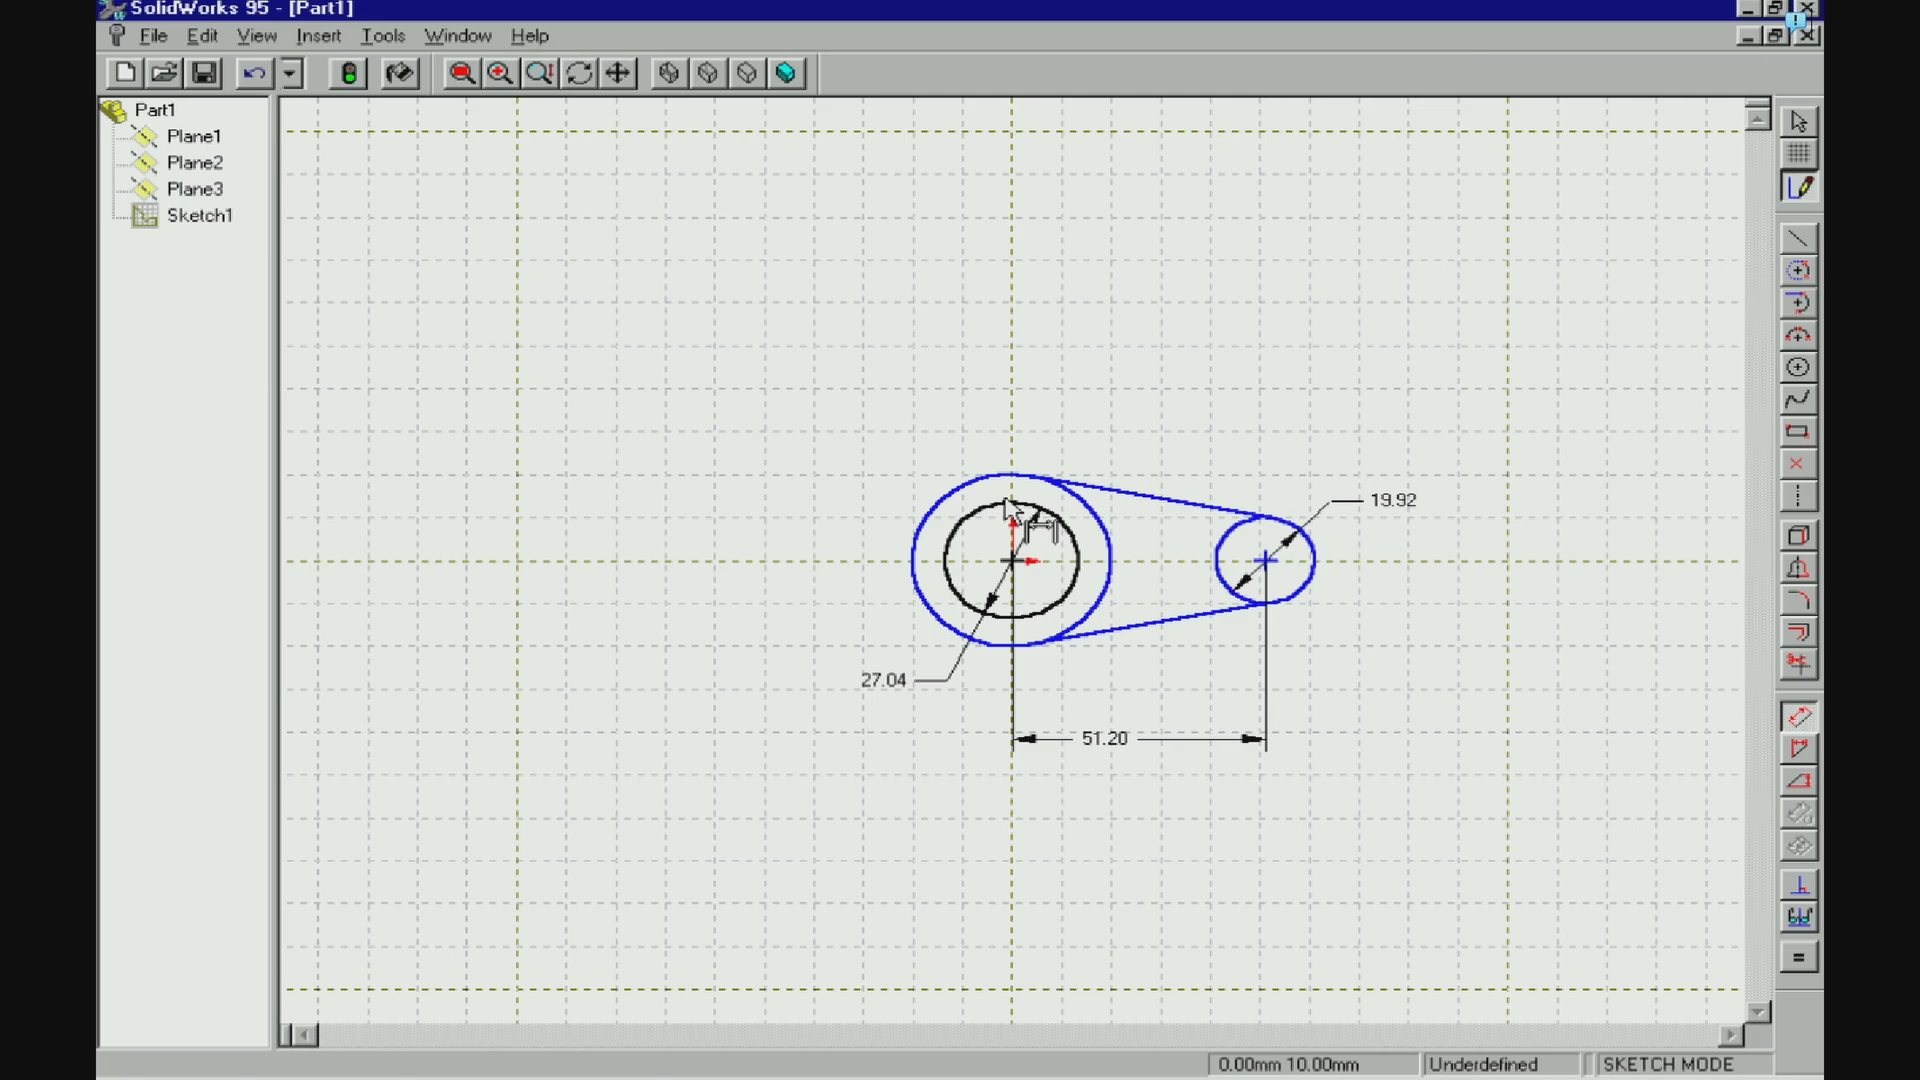 SolidWorks 95 - [Part1]
File Edit View Insert Tools Window Help
Part1
Plane1
Plane2
Plane3
Sketch1
19.92
27.04
51.20
0.00mm 10.00mm Underdefined SKETCH MODE